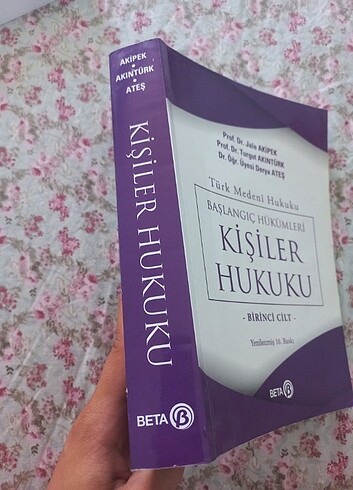 AKİPEK
•
AKINTÜRK
•
ATEŞ
KİŞİLER HUKUKU
BETA B
Prof. Dr. Jale AKİPEK
Prof. Dr. Turgut AKINTÜRK
Dr. Öğr. Üyesi Derya ATEŞ
Türk Medenî Hukuku
BAŞLANGIÇ HÜKÜMLERİ
KİŞİLER
HUKUKU
- BİRİNCİ CİLT -
Yenilenmiş 16. Baskı
BETA B